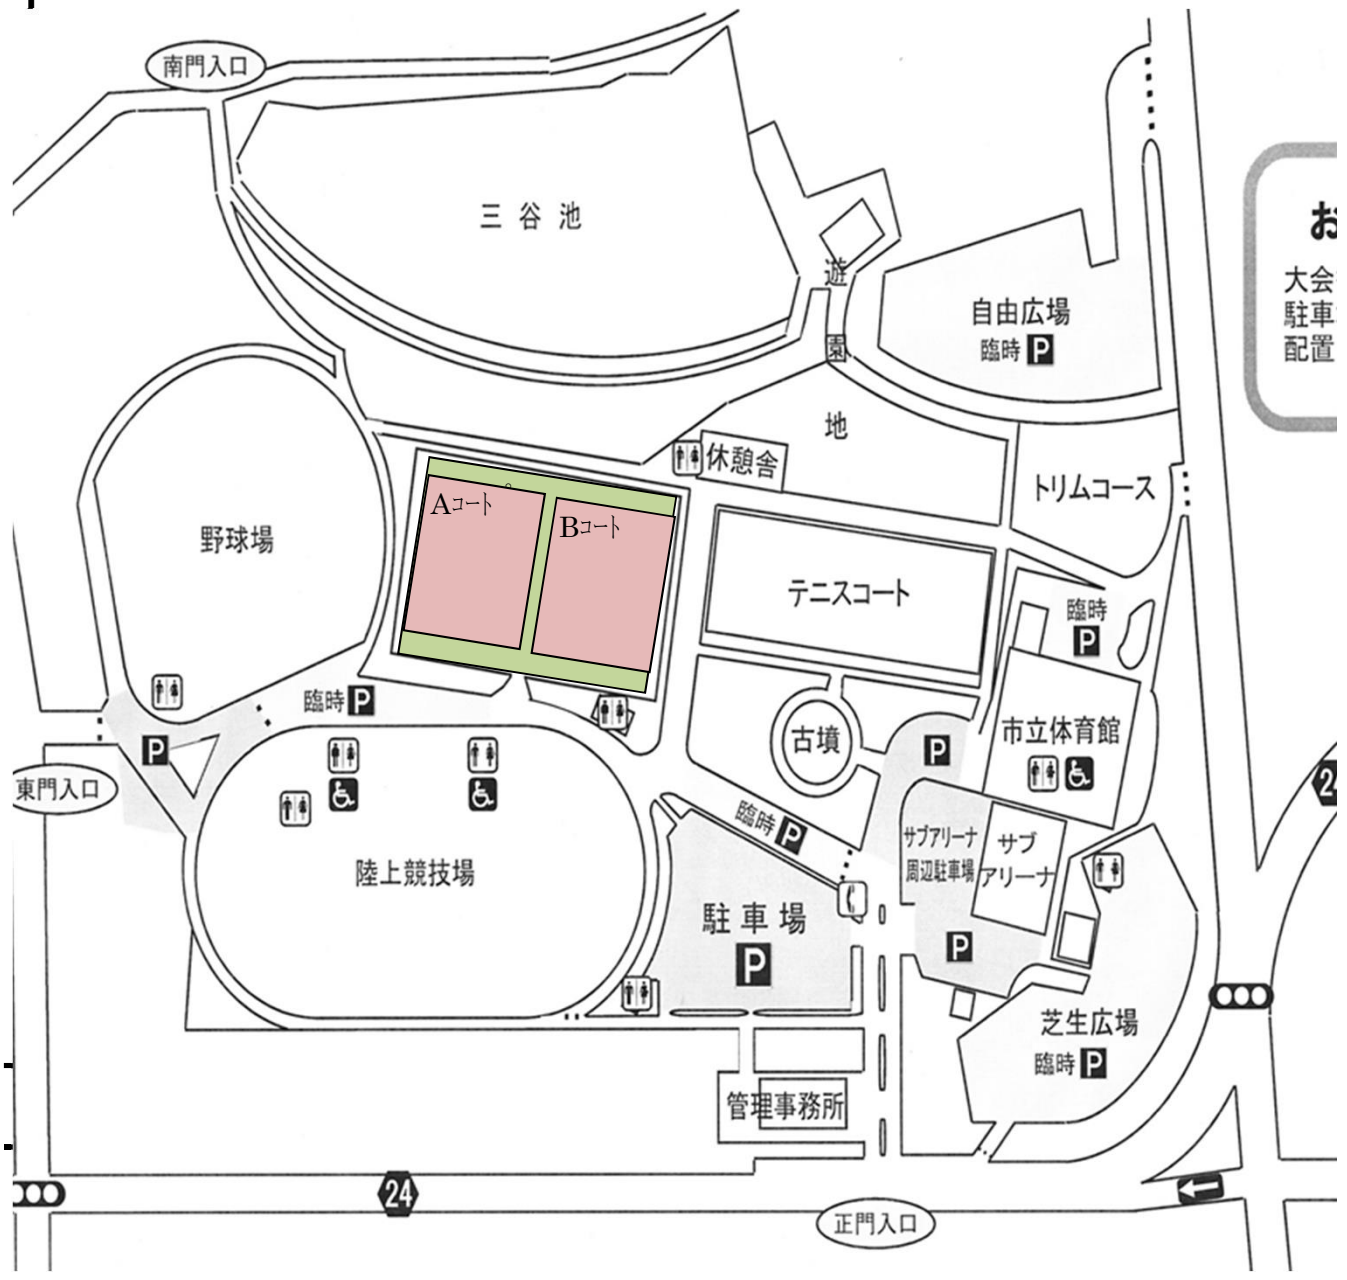 南門入口
三谷池
遊
園
地
自由広場
臨時 P
お
大会
駐車
配置
休憩舎
トリムコース
Aコート
Bコート
野球場
テニスコート
臨時
P
臨時 P
P
古墳
P
市立体育館
東門入口
24
臨時 P
サブアリーナ
周辺駐車場
サブ
アリーナ
陸上競技場
駐車場
P
P
芝生広場
臨時 P
管理事務所
24
正門入口